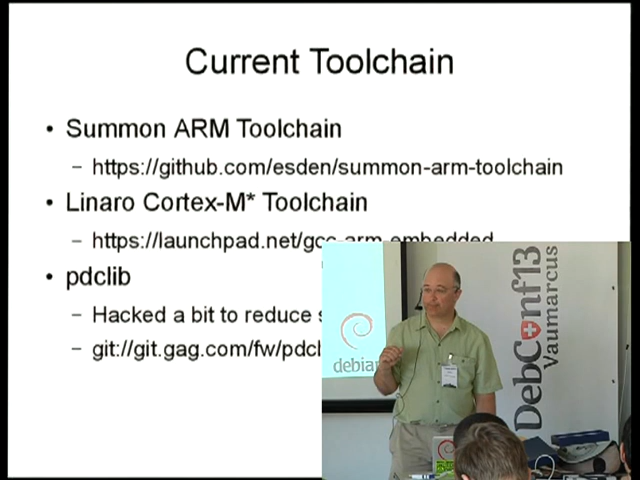 Current Toolchain
• Summon ARM Toolchain
– https://github.com/esden/summon-arm-toolchain
• Linaro Cortex-M* Toolchain
– https://launchpad.net/gcc-arm-embedded
• pdclib
– Hacked a bit to reduce
– git://git.gag.com/fw/pdcl
debian
DebConf13
Vaumarcus